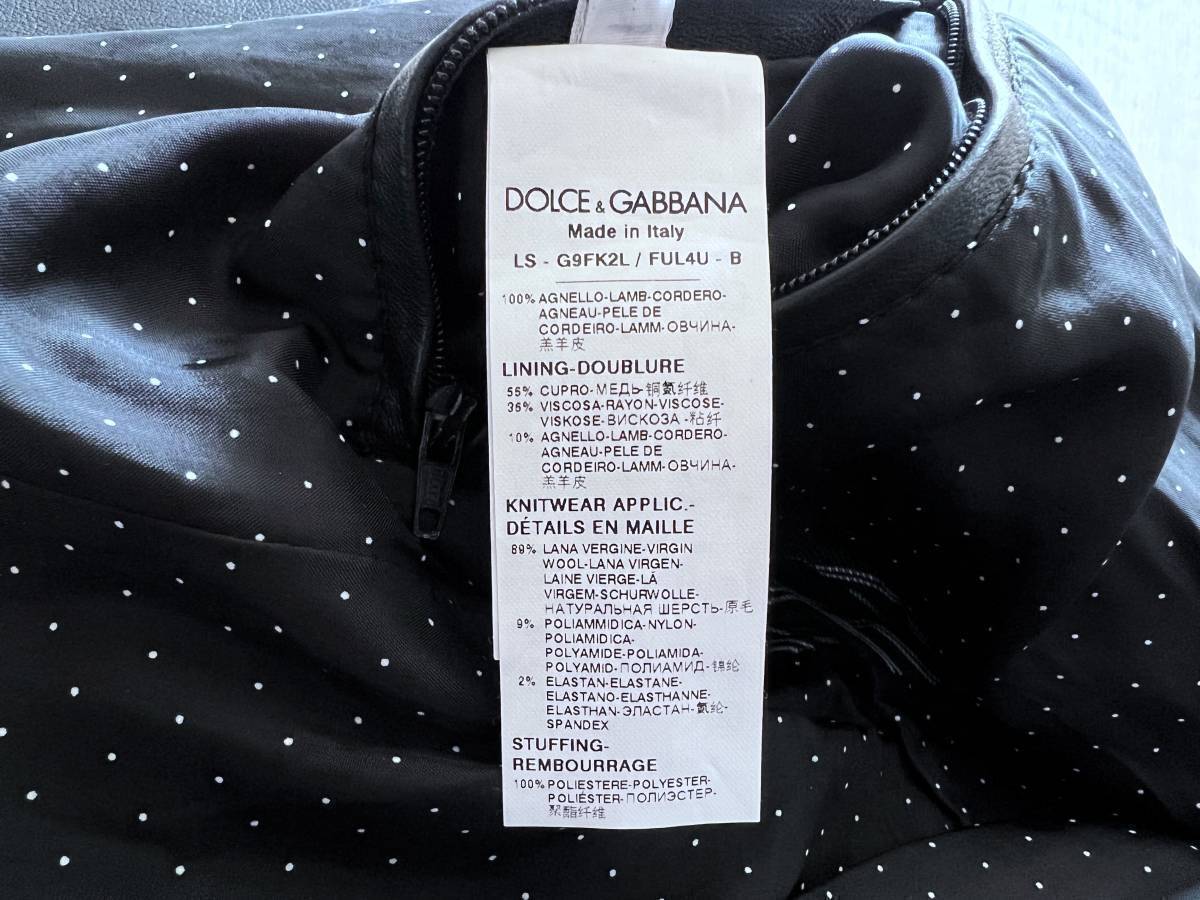 DOLCE & GABBANA
Made in Italy
LS - G9FK2L / FUL4U - B
100% AGNELLO-LAMB-CORDERO-
AGNEAU-PELE DE
CORDEIRO-LAMM-ОВЧИНА-
羔羊皮
LINING-DOUBLURE
55% CUPRO-МЕДЬ-铜氨纤维
35% VISCOSA-RAYON-VISCOSE-
VISKOSE-ВИСКОЗА -粘纤
10% AGNELLO-LAMB-CORDERO-
AGNEAU-PELE DE
CORDEIRO-LAMM-ОВЧИНА-
羔羊皮
KNITWEAR APPLIC.-
DÉTAILS EN MAILLE
89% LANA VERGINE-VIRGIN
WOOL-LANA VIRGEN-
LAINE VIERGE-LÃ
VIRGEM-SCHURWOLLE-
НАТУРАЛЬНАЯ ШЕРСТЬ-原毛
9% POLIAMMIDICA-NYLON-
POLIAMIDICA-
POLYAMIDE-POLIAMIDA-
POLYAMID-ПОЛИАМИД-锦纶
2% ELASTAN-ELASTANE-
ELASTANO-ELASTHANNE-
ELASTHAN-ЭЛАСТАН-氨纶-
SPANDEX
STUFFING-
REMBOURRAGE
100% POLIESTERE-POLYESTER-
POLIÉSTER-ПОЛИЭСТЕР-
聚酯纤维